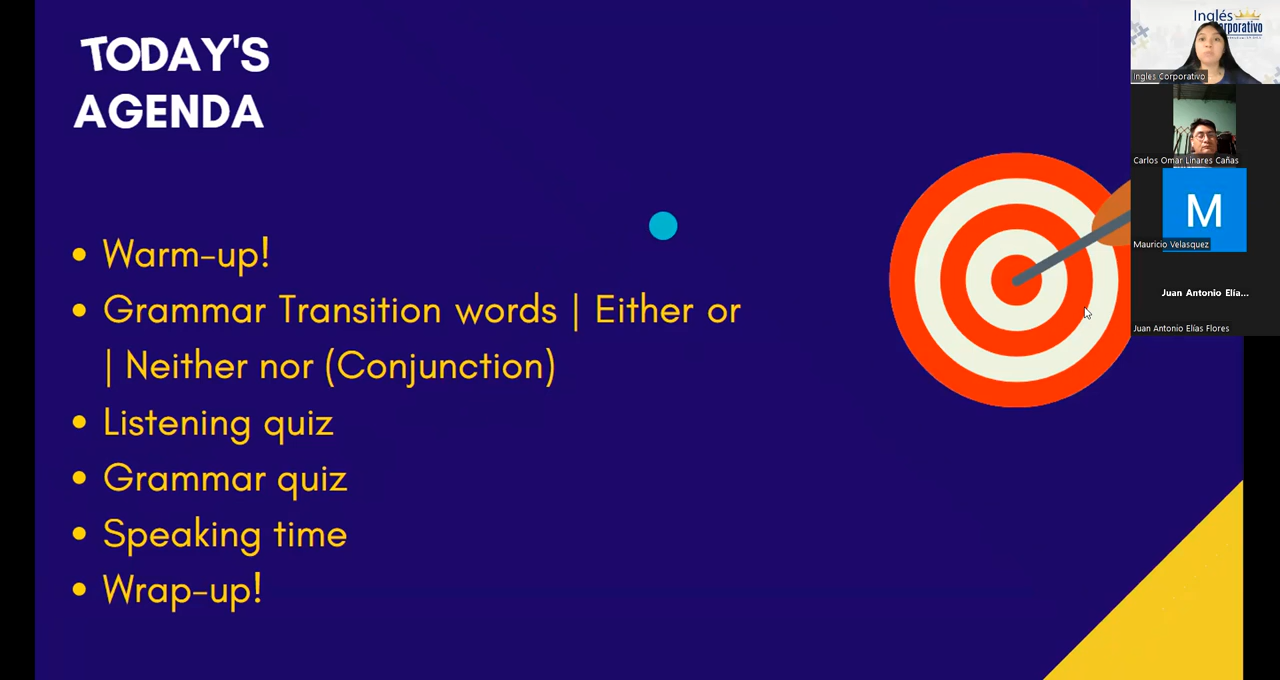 TODAY'S
AGENDA
• Warm-up!
• Grammar Transition words | Either or
| Neither nor (Conjunction)
• Listening quiz
• Grammar quiz
• Speaking time
• Wrap-up!
Inglés
Corporativo
Ingles Corporativo
Carlos Omar Linares Cañas
M
Mauricio Velasquez
Juan Antonio Elía...
Juan Antonio Elías Flores